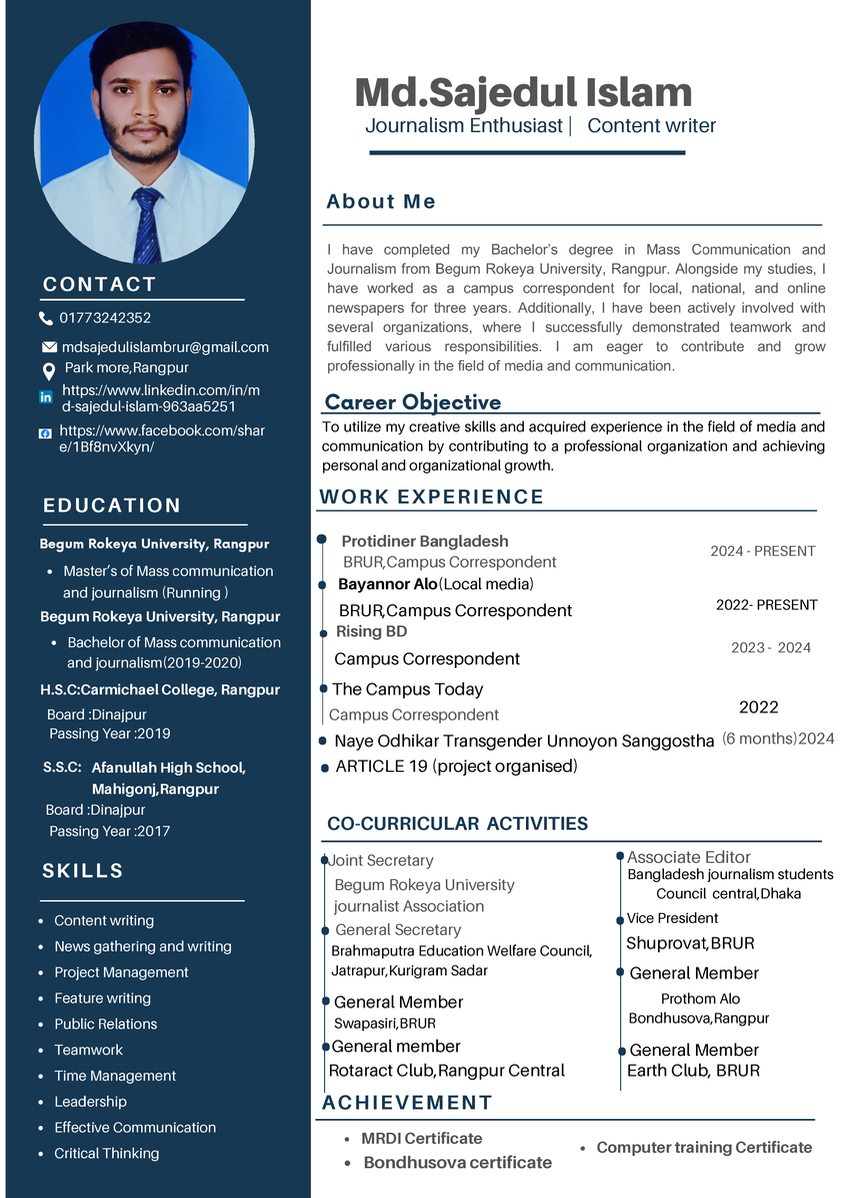 Md.Sajedul Islam
Journalism Enthusiast | Content writer
CONTACT
01773242352
mdsajedulislambrur@gmail.com
Park more,Rangpur
https://www.linkedin.com/in/m
d-sajedul-islam-963aa5251
https://www.facebook.com/shar
e/1Bf8nvXkyn/
EDUCATION
Begum Rokeya University, Rangpur
• Master’s of Mass communication
and journalism (Running )
Begum Rokeya University, Rangpur
• Bachelor of Mass communication
and journalism(2019-2020)
H.S.C:Carmichael College, Rangpur
Board :Dinajpur
Passing Year :2019
S.S.C: Afanullah High School,
Mahigonj,Rangpur
Board :Dinajpur
Passing Year :2017
SKILLS
• Content writing
• News gathering and writing
• Project Management
• Feature writing
• Public Relations
• Teamwork
• Time Management
• Leadership
• Effective Communication
• Critical Thinking
About Me
I have completed my Bachelor’s degree in Mass Communication and
Journalism from Begum Rokeya University, Rangpur. Alongside my studies, I
have worked as a campus correspondent for local, national, and online
newspapers for three years. Additionally, I have been actively involved with
several organizations, where I successfully demonstrated teamwork and
fulfilled various responsibilities. I am eager to contribute and grow
professionally in the field of media and communication.
Career Objective
To utilize my creative skills and acquired experience in the field of media and
communication by contributing to a professional organization and achieving
personal and organizational growth.
WORK EXPERIENCE
Protidiner Bangladesh
BRUR,Campus Correspondent
2024 - PRESENT
Bayannor Alo(Local media)
BRUR,Campus Correspondent
2022- PRESENT
Rising BD
Campus Correspondent
2023 - 2024
The Campus Today
Campus Correspondent
2022
Naye Odhikar Transgender Unnoyon Sanggostha (6 months)2024
ARTICLE 19 (project organised)
CO-CURRICULAR ACTIVITIES
Joint Secretary
Begum Rokeya University
journalist Association
General Secretary
Brahmaputra Education Welfare Council,
Jatrapur,Kurigram Sadar
General Member
Swapasiri,BRUR
General member
Rotaract Club,Rangpur Central
Associate Editor
Bangladesh journalism students
Council central,Dhaka
Vice President
Shuprovat,BRUR
General Member
Prothom Alo
Bondhusova,Rangpur
General Member
Earth Club, BRUR
ACHIEVEMENT
• MRDI Certificate
• Bondhusova certificate
• Computer training Certificate